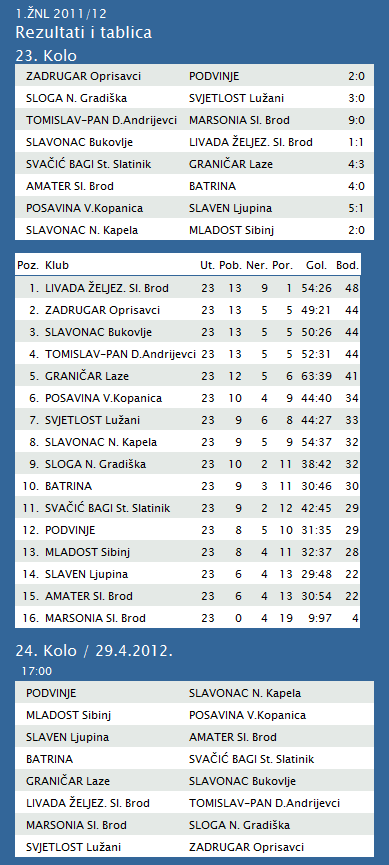 1.ŽNL 2011/12
Rezultati i tablica
23. Kolo
ZADRUGAR Oprisavci PODVINJE 2:0
SLOGA N. Gradiška SVJETLOST Lužani 3:0
TOMISLAV-PAN D.Andrijevci MARSONIA Sl. Brod 9:0
SLAVONAC Bukovlje LIVADA ŽELJEZ. Sl. Brod 1:1
SVAČIĆ BAGI St. Slatinik GRANIČAR Laze 4:3
AMATER Sl. Brod BATRINA 4:0
POSAVINA V.Kopanica SLAVEN Ljupina 5:1
SLAVONAC N. Kapela MLADOST Sibinj 2:0
Poz. Klub Ut. Pob. Ner. Por. Gol. Bod.
1. LIVADA ŽELJEZ. Sl. Brod 23 13 9 1 54:26 48
2. ZADRUGAR Oprisavci 23 13 5 5 49:21 44
3. SLAVONAC Bukovlje 23 13 5 5 50:26 44
4. TOMISLAV-PAN D.Andrijevci 23 13 5 5 52:31 44
5. GRANIČAR Laze 23 12 5 6 63:39 41
6. POSAVINA V.Kopanica 23 10 4 9 44:40 34
7. SVJETLOST Lužani 23 9 6 8 44:27 33
8. SLAVONAC N. Kapela 23 9 5 9 54:37 32
9. SLOGA N. Gradiška 23 10 2 11 38:42 32
10. BATRINA 23 9 3 11 30:46 30
11. SVAČIĆ BAGI St. Slatinik 23 9 2 12 42:45 29
12. PODVINJE 23 8 5 10 31:35 29
13. MLADOST Sibinj 23 8 4 11 32:37 28
14. SLAVEN Ljupina 23 6 4 13 29:48 22
15. AMATER Sl. Brod 23 6 4 13 30:54 22
16. MARSONIA Sl. Brod 23 0 4 19 9:97 4
24. Kolo / 29.4.2012.
17:00
PODVINJE SLAVONAC N. Kapela
MLADOST Sibinj POSAVINA V.Kopanica
SLAVEN Ljupina AMATER Sl. Brod
BATRINA SVAČIĆ BAGI St. Slatinik
GRANIČAR Laze SLAVONAC Bukovlje
LIVADA ŽELJEZ. Sl. Brod TOMISLAV-PAN D.Andrijevci
MARSONIA Sl. Brod SLOGA N. Gradiška
SVJETLOST Lužani ZADRUGAR Oprisavci